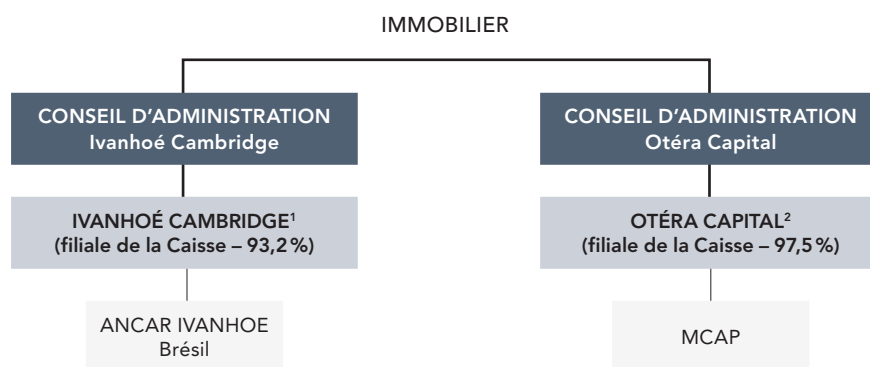 IMMOBILIER
CONSEIL D’ADMINISTRATION
Ivanhoé Cambridge
CONSEIL D’ADMINISTRATION
Otéra Capital
IVANHOÉ CAMBRIDGE¹
(filiale de la Caisse – 93,2 %)
OTÉRA CAPITAL²
(filiale de la Caisse – 97,5 %)
ANCAR IVANHOE
Brésil
MCAP